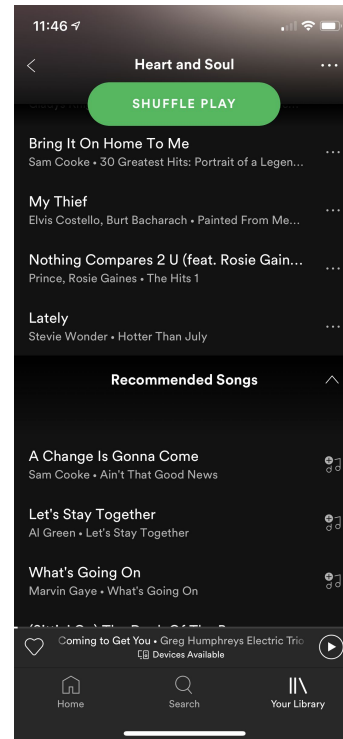 11:46
Heart and Soul
SHUFFLE PLAY
Bring It On Home To Me
Sam Cooke • 30 Greatest Hits: Portrait of a Legen...
My Thief
Elvis Costello, Burt Bacharach • Painted From Me...
Nothing Compares 2 U (feat. Rosie Gain...
Prince, Rosie Gaines • The Hits 1
Lately
Stevie Wonder • Hotter Than July
Recommended Songs
A Change Is Gonna Come
Sam Cooke • Ain't That Good News
Let's Stay Together
Al Green • Let's Stay Together
What's Going On
Marvin Gaye • What's Going On
Coming to Get You • Greg Humphreys Electric Trio
Devices Available
Home
Search
Your Library